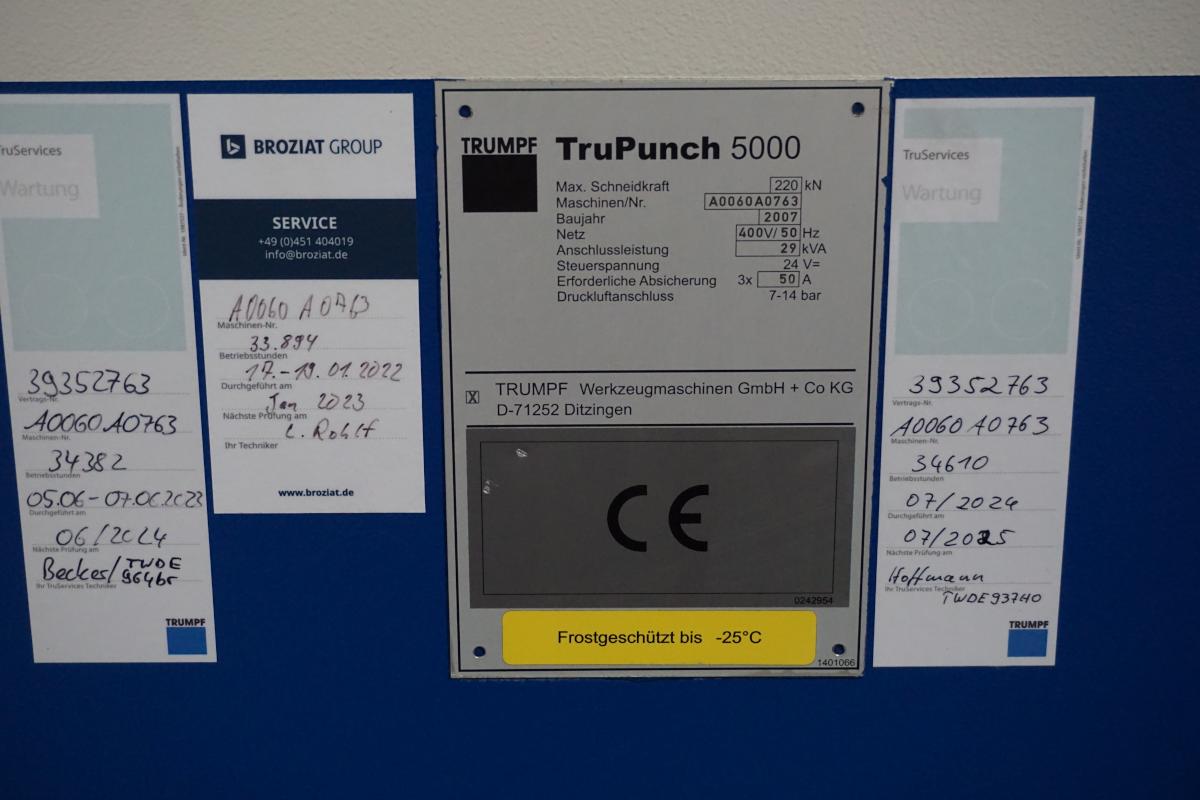 TruServices
Wartung
39352763
Vertrags-Nr.
A0060A0763
Maschinen-Nr.
34382
Betriebsstunden
05.06-07.06.2023
Durchgeführt am
06/2024
Nächste Prüfung am
Becker/TWDE
Ihr TruServices Techniker
TRUMPF
BROZIAT GROUP
SERVICE
+49 (0)451 404019
info@broziat.de
A0060 A0763
Maschinen-Nr.
33.894
Betriebsstunden
17.-19.01.2022
Durchgeführt am
Jan 2023
Nächste Prüfung am
Ihr Techniker
www.broziat.de
TRUMPF TruPunch 5000
Max. Schneidkraft 220 kN
Maschinen/Nr. A0060A0763
Baujahr 2007
Netz 400V/50 Hz
Anschlussleistung 29 kVA
Steuerspannung 24 V=
Erforderliche Absicherung 3x 50 A
Druckluftanschluss 7-14 bar
X TRUMPF Werkzeugmaschinen GmbH + Co KG
D-71252 Ditzingen
CE
0242954
Frostgeschützt bis -25°C
1401066
TruServices
Wartung
39352763
Vertrags-Nr.
A0060 A0763
Maschinen-Nr.
34610
Betriebsstunden
07/2024
Durchgeführt am
07/2025
Nächste Prüfung am
Hoffmann
Ihr TruServices Techniker
TWDE93740
TRUMPF